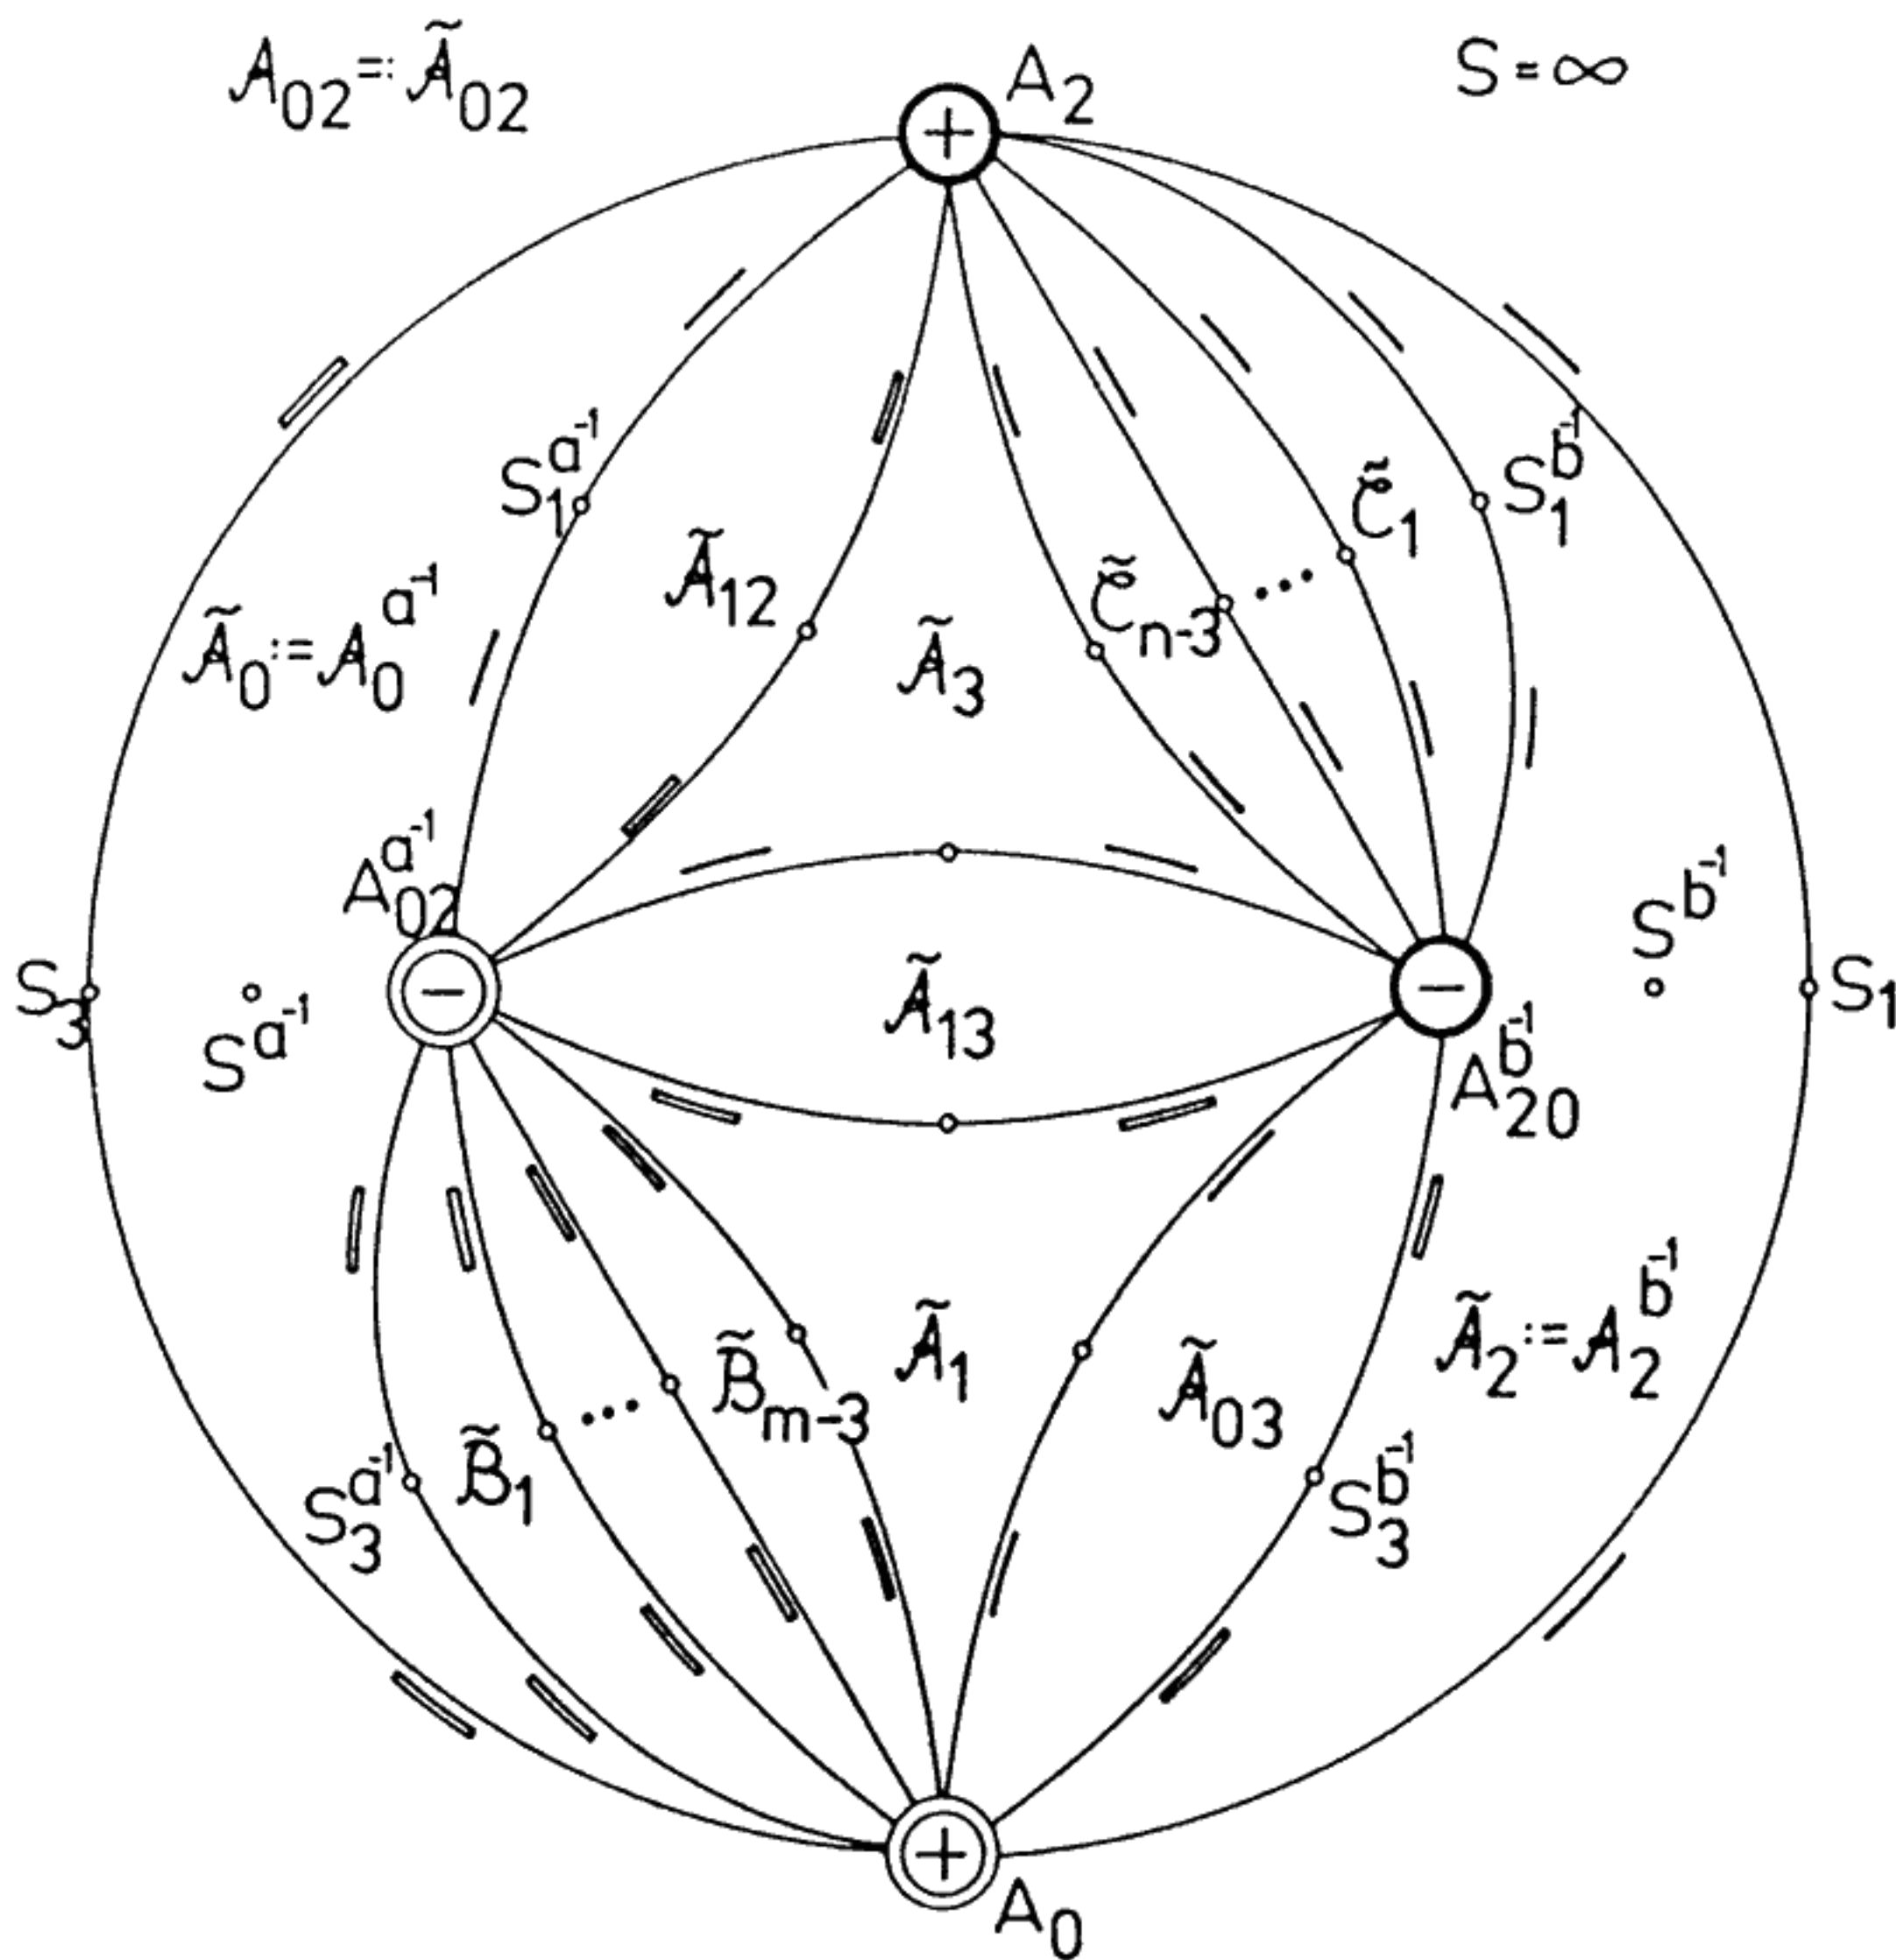 𝒜₀₂ =: 𝒜̃₀₂
A₂
S = ∞
+
S₁^{a⁻¹}
S₁^{b⁻¹}
𝒞̃₁
𝒜̃₁₂
𝒞̃ₙ₋₃
𝒜̃₀ := 𝒜₀^{a⁻¹}
𝒜̃₃
A₀₂^{a⁻¹}
S^{b⁻¹}
S₃
−
𝒜̃₁₃
−
S₁
S^{a⁻¹}
A₂₀^{b⁻¹}
𝒜̃₁
𝒜̃₂ := 𝒜₂^{b⁻¹}
ℬ̃ₘ₋₃
𝒜̃₀₃
S₃^{a⁻¹}
ℬ̃₁
S₃^{b⁻¹}
+
A₀